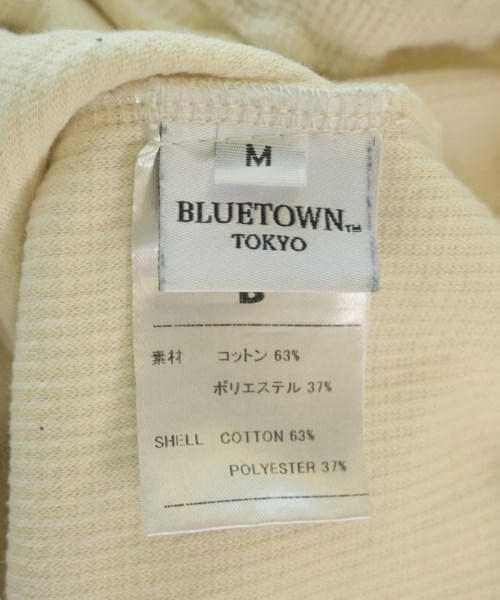 M
BLUETOWN™
TOKYO
素材 コットン 63%
ポリエステル 37%
SHELL COTTON 63%
POLYESTER 37%